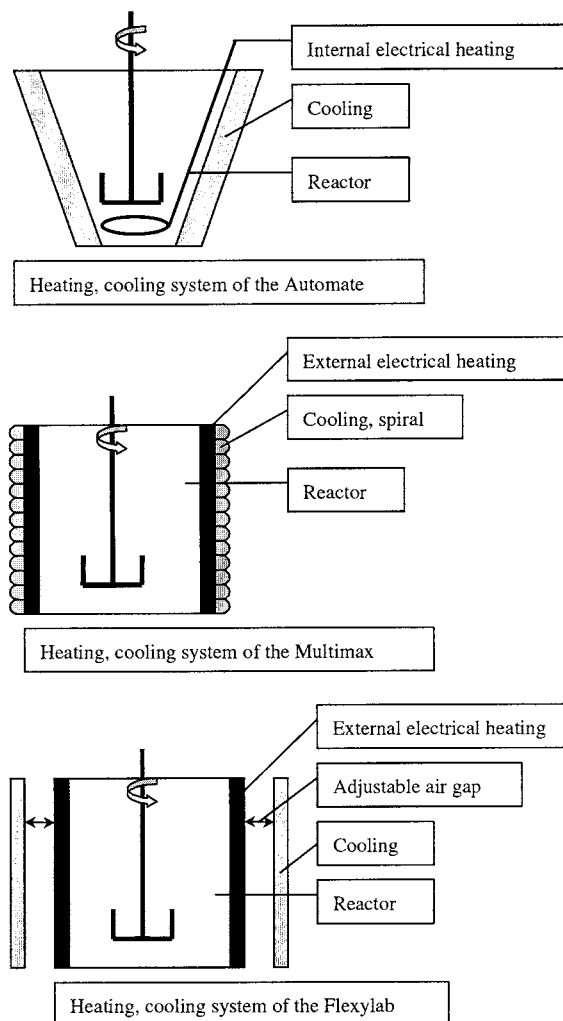 Internal electrical heating
Cooling
Reactor
Heating, cooling system of the Automate
External electrical heating
Cooling, spiral
Reactor
Heating, cooling system of the Multimax
External electrical heating
Adjustable air gap
Cooling
Reactor
Heating, cooling system of the Flexylab